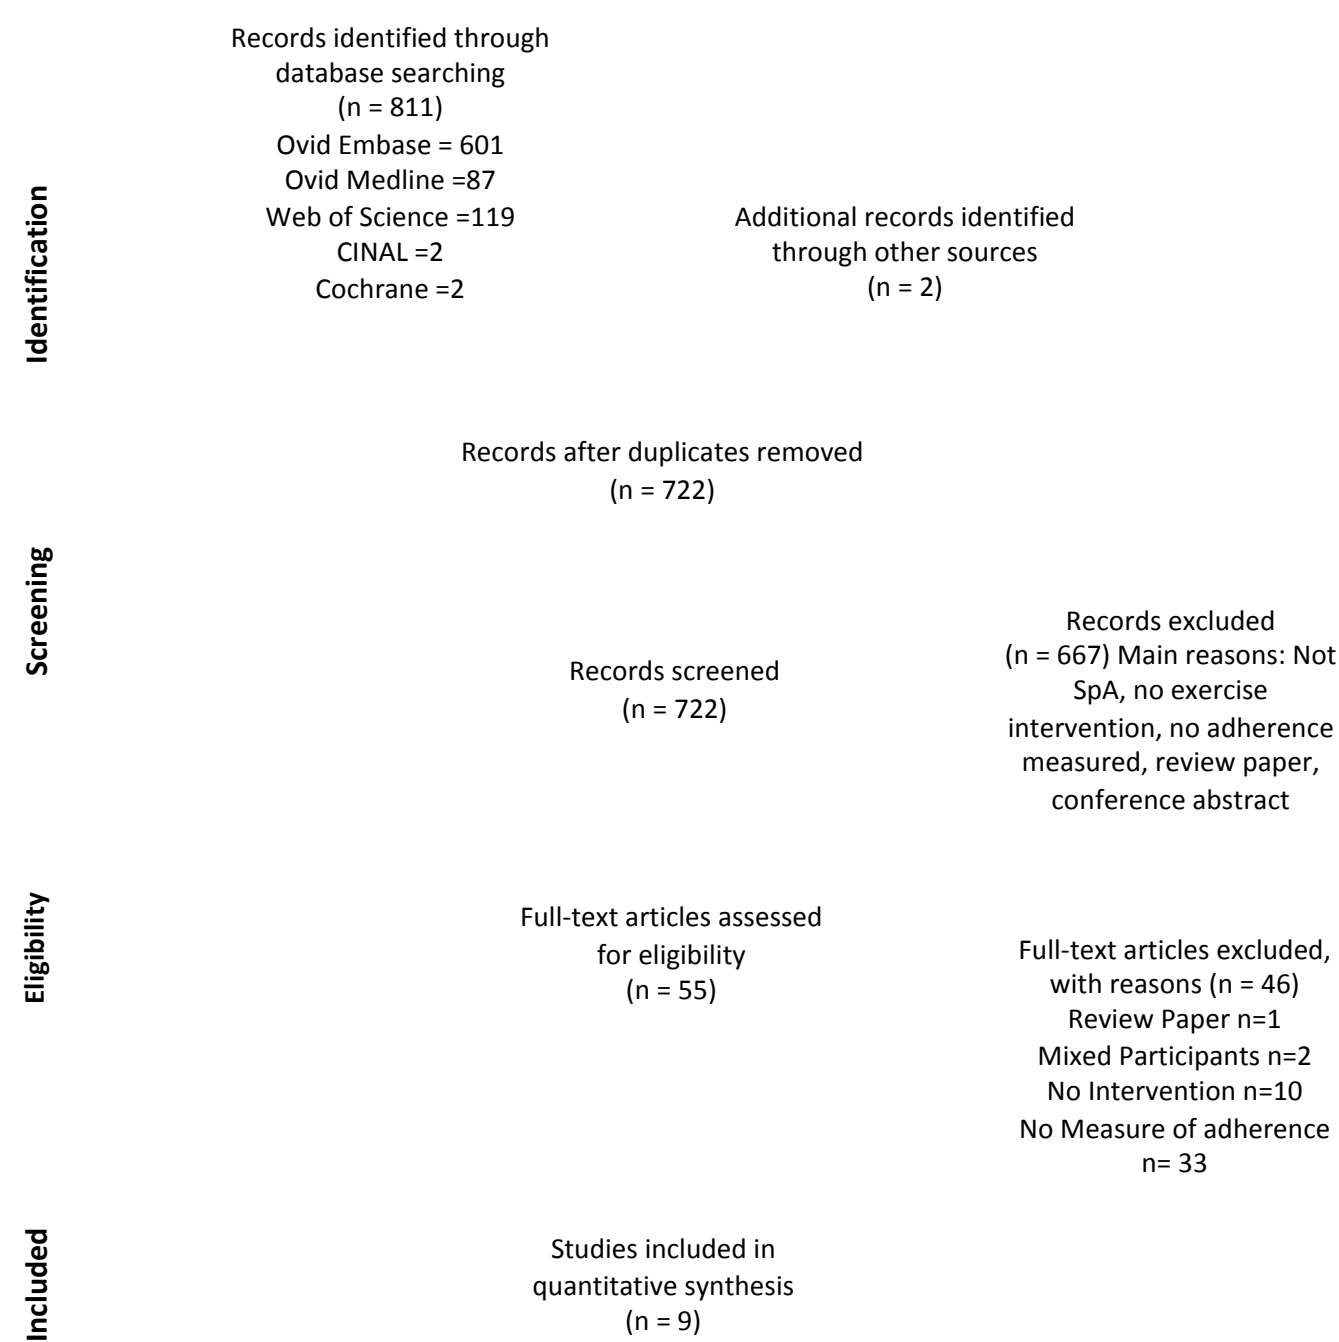 Identification
Records identified through
database searching
(n = 811)
Ovid Embase = 601
Ovid Medline =87
Web of Science =119
CINAL =2
Cochrane =2
Additional records identified
through other sources
(n = 2)
Records after duplicates removed
(n = 722)
Screening
Records screened
(n = 722)
Records excluded
(n = 667) Main reasons: Not
SpA, no exercise
intervention, no adherence
measured, review paper,
conference abstract
Eligibility
Full-text articles assessed
for eligibility
(n = 55)
Full-text articles excluded,
with reasons (n = 46)
Review Paper n=1
Mixed Participants n=2
No Intervention n=10
No Measure of adherence
n= 33
Included
Studies included in
quantitative synthesis
(n = 9)